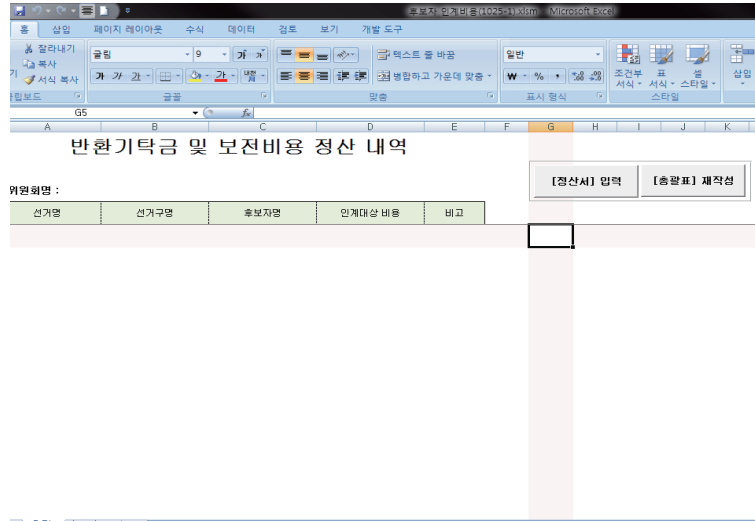 후보자 인계비용(1025-1).xlsm - Microsoft Excel
홈 삽입 페이지 레이아웃 수식 데이터 검토 보기 개발 도구
잘라내기
복사
서식 복사
굴림 9
가 가 가 가
텍스트 줄 바꿈
병합하고 가운데 맞춤
일반
% ,
조건부 서식 표 서식 셀 스타일 삽입
글꼴 맞춤 표시 형식 스타일
G5 fx
A B C D E F G H I J K
반환기탁금 및 보전비용 정산 내역
위원회명 :
[정산서] 입력 [총괄표] 재작성
선거명 선거구명 후보자명 인계대상 비용 비고